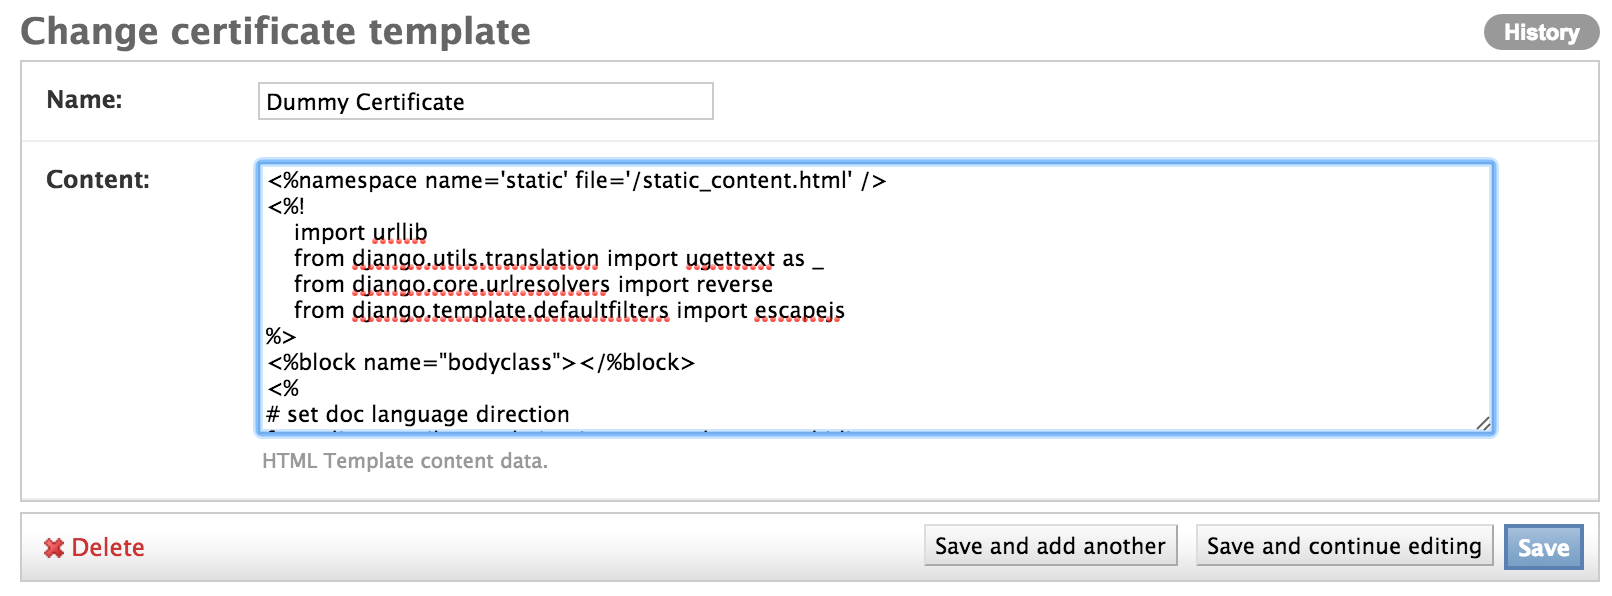 Change certificate template
History
Name:
Dummy Certificate
Content:
<%namespace name='static' file='/static_content.html' />
<%!
import urllib
from django.utils.translation import ugettext as _
from django.core.urlresolvers import reverse
from django.template.defaultfilters import escapejs
%>
<%block name="bodyclass"></%block>
<%
# set doc language direction
HTML Template content data.
Delete
Save and add another
Save and continue editing
Save